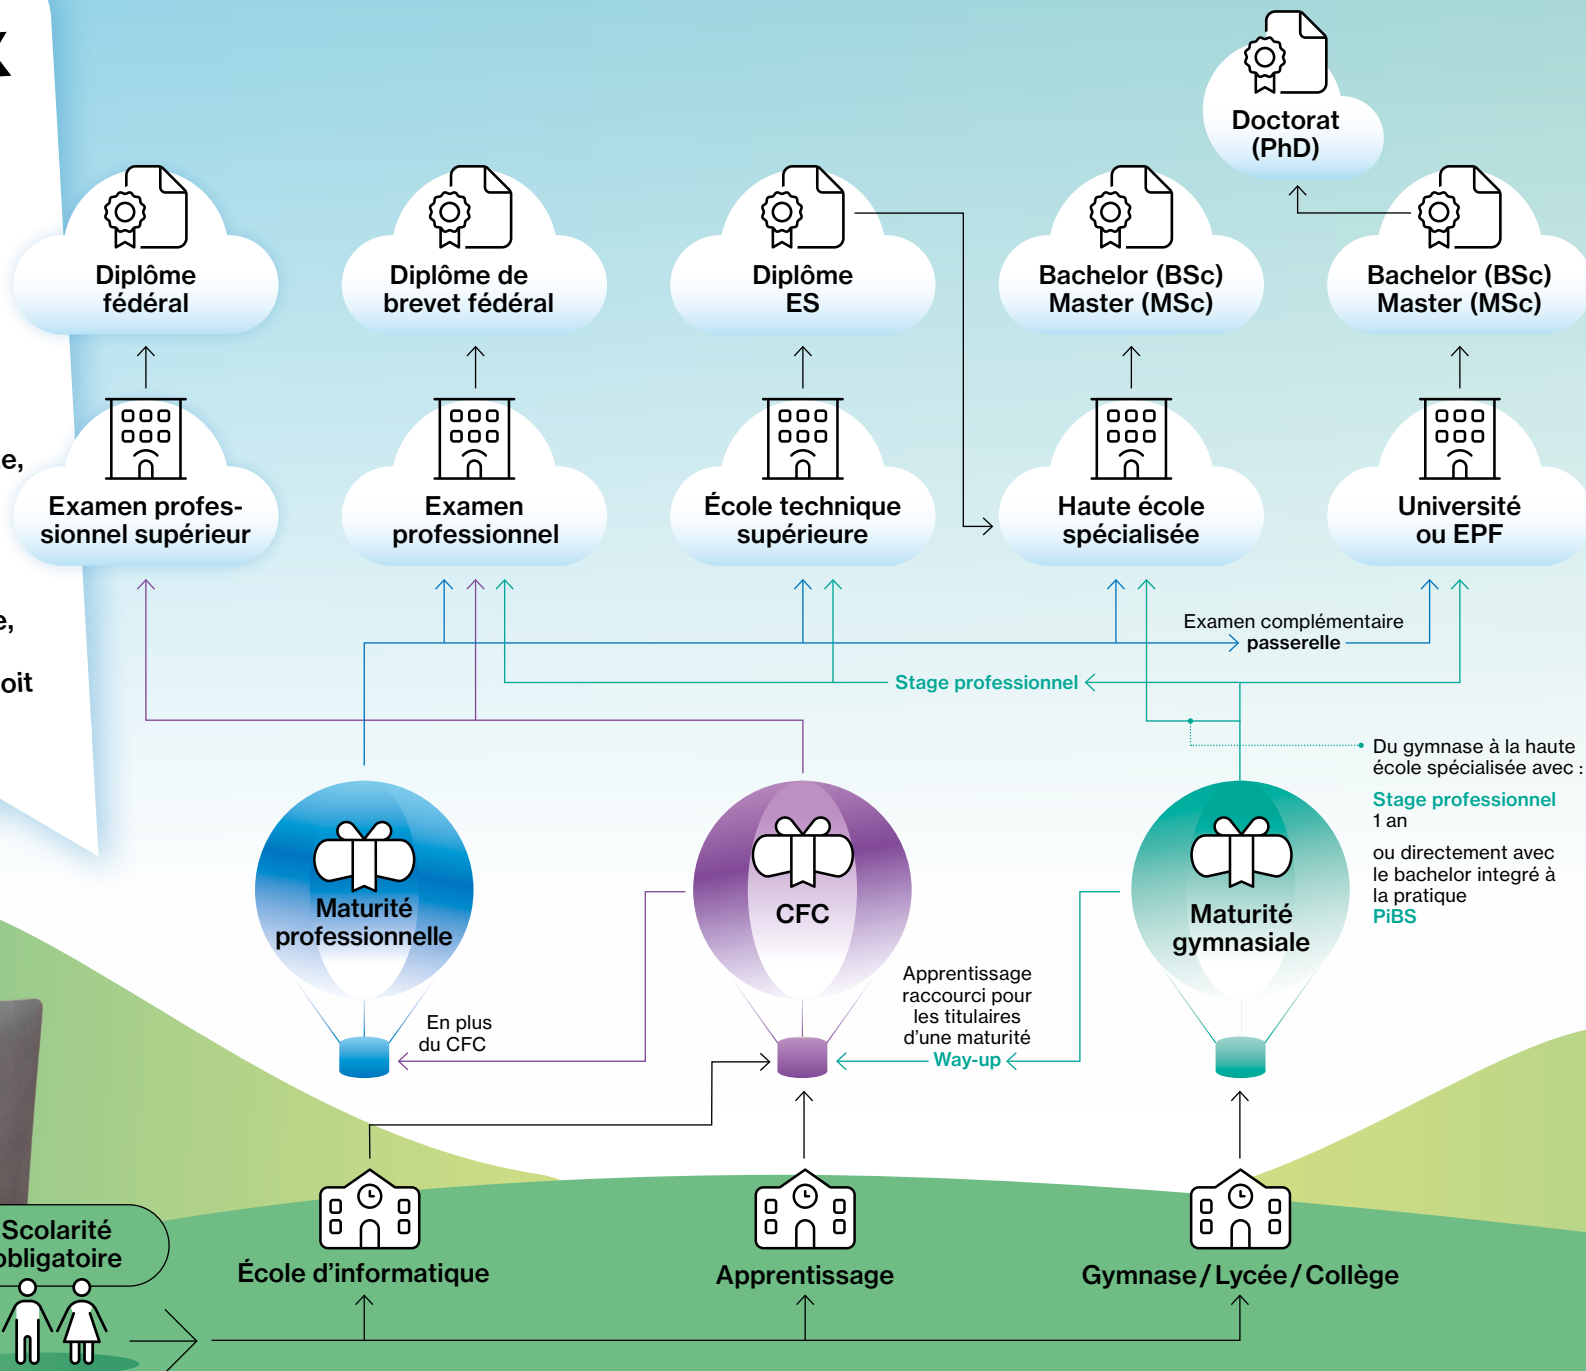 Doctorat
(PhD)
Diplôme
fédéral
Diplôme de
brevet fédéral
Diplôme
ES
Bachelor (BSc)
Master (MSc)
Bachelor (BSc)
Master (MSc)
Examen profes-
sionnel supérieur
Examen
professionnel
École technique
supérieure
Haute école
spécialisée
Université
ou EPF
Examen complémentaire
passerelle
Stage professionnel
Du gymnase à la haute
école spécialisée avec :
Stage professionnel
1 an
ou directement avec
le bachelor integré à
la pratique
PiBS
Maturité
professionnelle
CFC
Maturité
gymnasiale
En plus
du CFC
Apprentissage
raccourci pour
les titulaires
d'une maturité
Way-up
Scolarité
obligatoire
École d'informatique
Apprentissage
Gymnase / Lycée / Collège